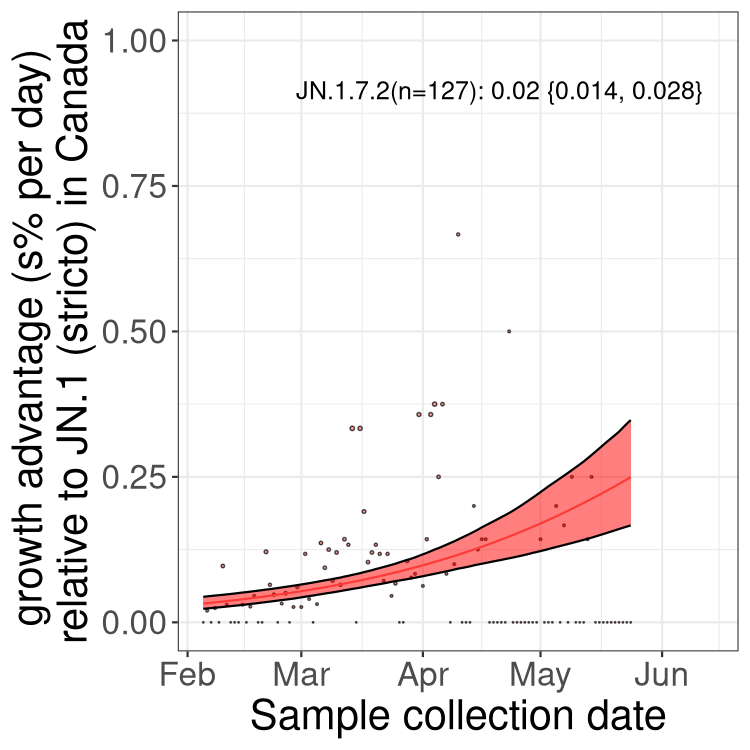 growth advantage (s% per day)
relative to JN.1 (stricto) in Canada
1.00
JN.1.7.2(n=127): 0.02 {0.014, 0.028}
0.75
0.50
0.25
0.00
Feb Mar Apr May Jun
Sample collection date